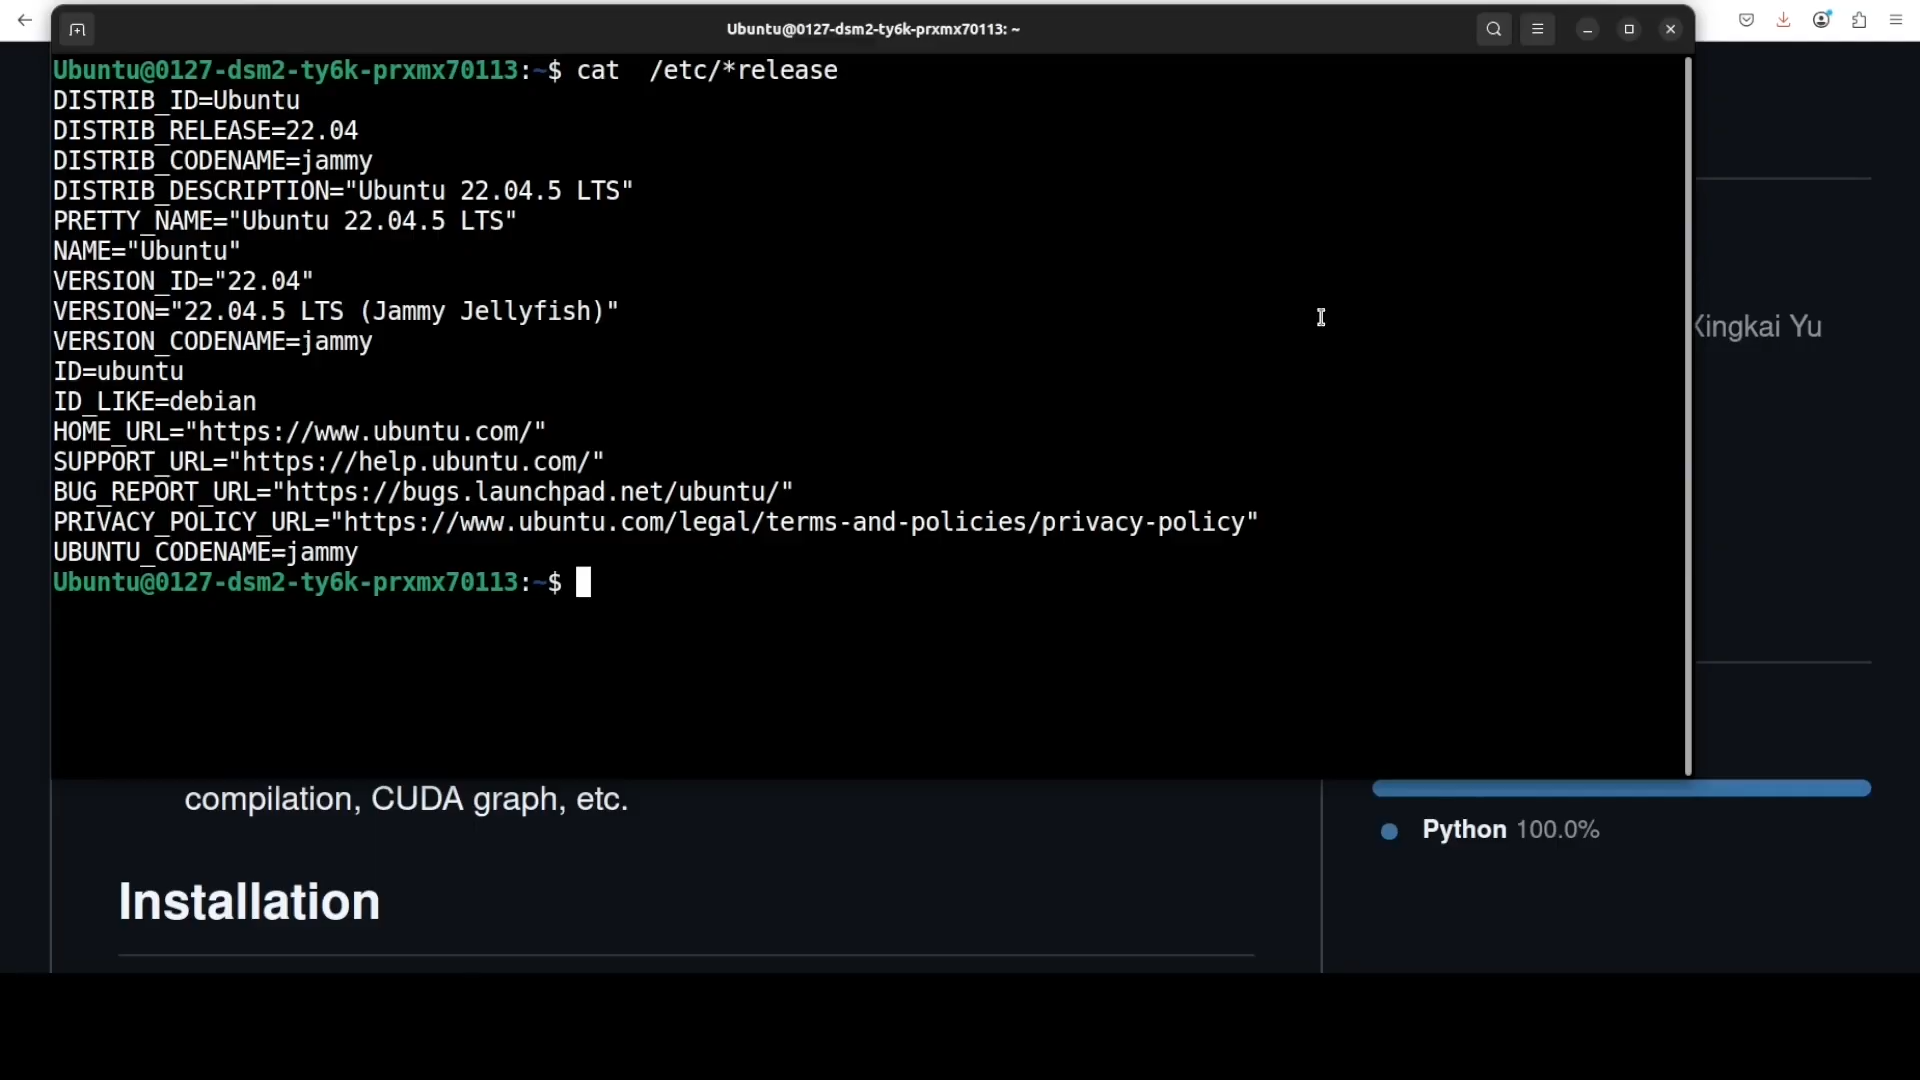 Ubuntu@0127-dsm2-ty6k-prxmx70113: ~
Ubuntu@0127-dsm2-ty6k-prxmx70113:~$ cat  /etc/*release
DISTRIB_ID=Ubuntu
DISTRIB_RELEASE=22.04
DISTRIB_CODENAME=jammy
DISTRIB_DESCRIPTION="Ubuntu 22.04.5 LTS"
PRETTY_NAME="Ubuntu 22.04.5 LTS"
NAME="Ubuntu"
VERSION_ID="22.04"
VERSION="22.04.5 LTS (Jammy Jellyfish)"
VERSION_CODENAME=jammy
ID=ubuntu
ID_LIKE=debian
HOME_URL="https://www.ubuntu.com/"
SUPPORT_URL="https://help.ubuntu.com/"
BUG_REPORT_URL="https://bugs.launchpad.net/ubuntu/"
PRIVACY_POLICY_URL="https://www.ubuntu.com/legal/terms-and-policies/privacy-policy"
UBUNTU_CODENAME=jammy
Ubuntu@0127-dsm2-ty6k-prxmx70113:~$
Xingkai Yu
compilation, CUDA graph, etc.
Python 100.0%
Installation